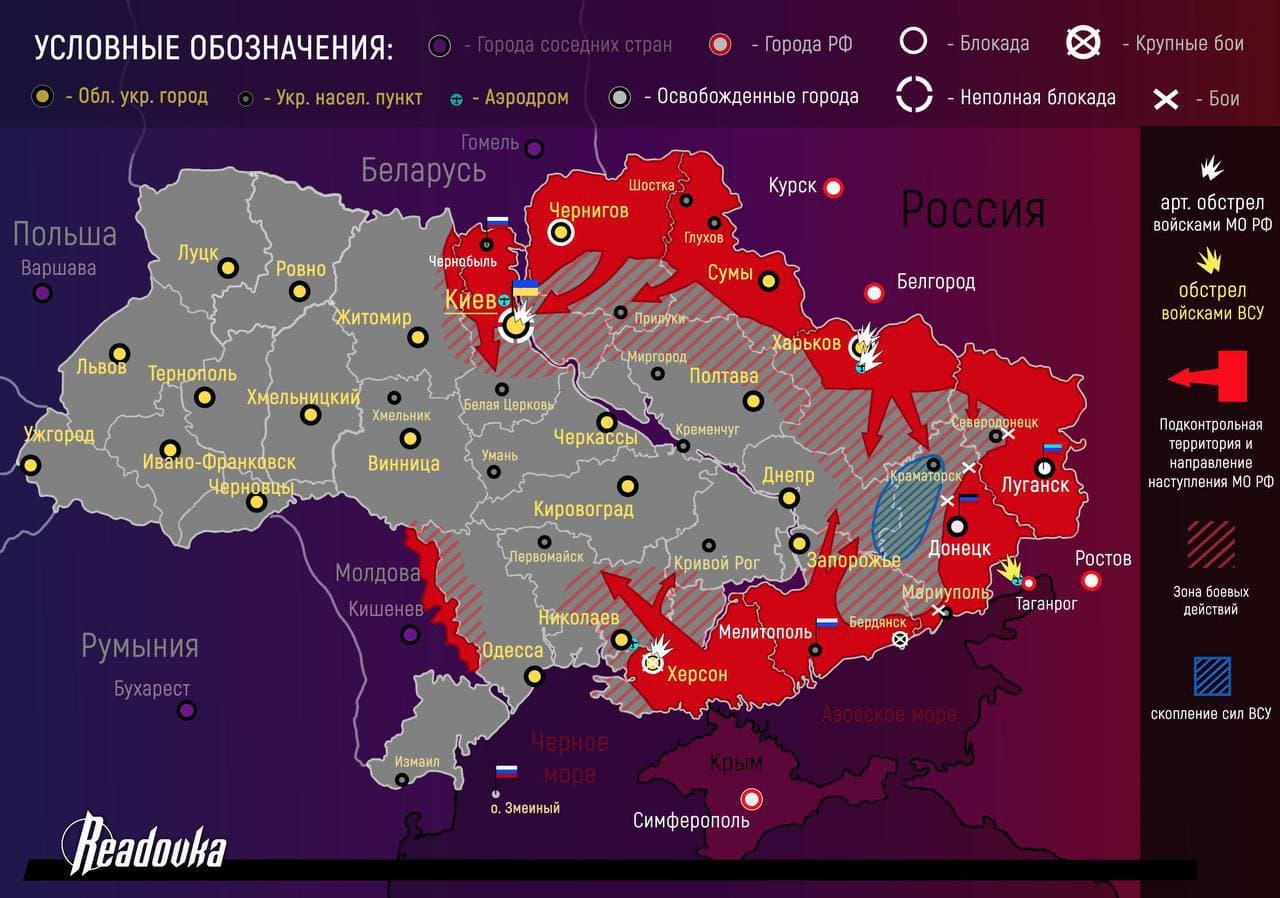 УСЛОВНЫЕ ОБОЗНАЧЕНИЯ:
- Города соседних стран
- Города РФ
- Блокада
- Крупные бои
- Обл. укр. город
- Укр. насел. пункт
- Аэродром
- Освобожденные города
- Неполная блокада
- Бои
Гомель
Беларусь
Польша
Варшава
Россия
Курск
Белгород
Шостка
Чернигов
Глухов
Чернобыль
Сумы
Луцк
Ровно
Киев
Житомир
Прилуки
Харьков
Львов
Тернополь
Миргород
Полтава
Хмельницкий
Хмельник
Белая Церковь
Ужгород
Черкассы
Кременчуг
Северодонецк
Ивано-Франковск
Винница
Умань
Черновцы
Днепр
Краматорск
Луганск
Кировоград
Первомайск
Кривой Рог
Запорожье
Донецк
Ростов
Молдова
Кишенев
Мариуполь
Таганрог
Николаев
Мелитополь
Бердянск
Румыния
Бухарест
Одесса
Херсон
Азовское море
Черное
море
Измаил
о. Змеиный
Крым
Симферополь
арт. обстрел
войсками МО РФ
обстрел
войсками ВСУ
Подконтрольная
территория и
направление
наступления МО РФ
Зона боевых
действий
скопление сил ВСУ
Readovka